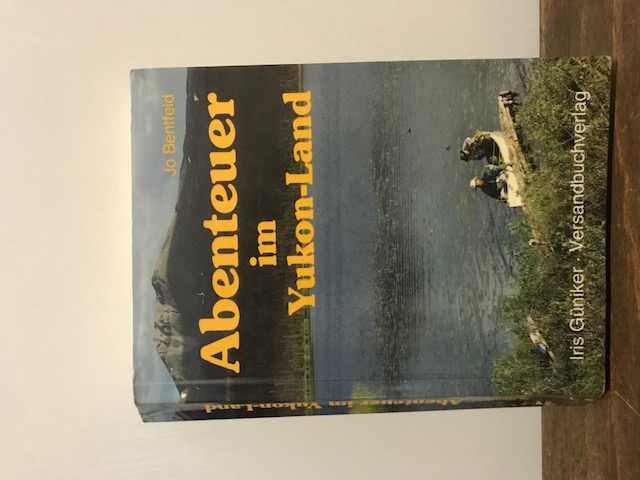 Jo Bentfeld
Abenteuer
im
Yukon-Land
Iris Güniker · Versandbuchverlag
Abenteuer im Yukon-Land